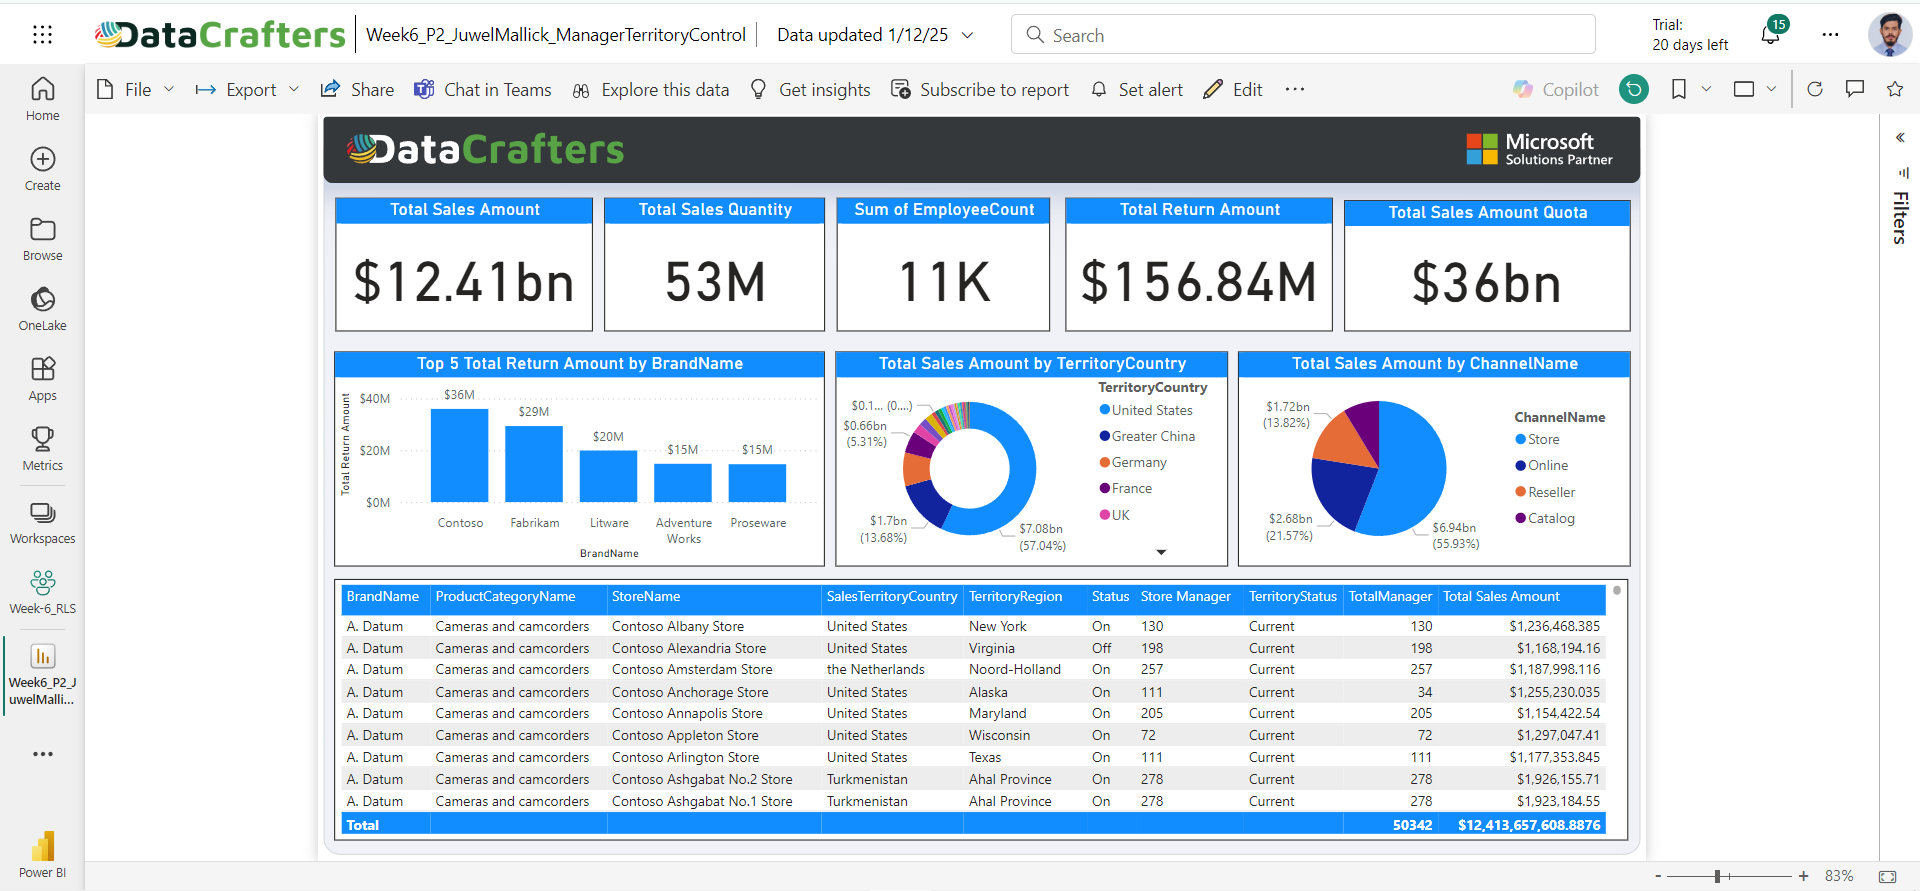 DataCrafters
Week6_P2_JuwelMallick_ManagerTerritoryControl
Data updated 1/12/25
Search
Trial:
20 days left
15
File
Export
Share
Chat in Teams
Explore this data
Get insights
Subscribe to report
Set alert
Edit
Copilot
Home
Create
Browse
OneLake
Apps
Metrics
Workspaces
Week-6_RLS
Week6_P2_J
uwelMalli...
Power BI
Filters
DataCrafters
Microsoft
Solutions Partner
Total Sales Amount
$12.41bn
Total Sales Quantity
53M
Sum of EmployeeCount
11K
Total Return Amount
$156.84M
Total Sales Amount Quota
$36bn
Top 5 Total Return Amount by BrandName
Total Return Amount
$40M
$20M
$0M
$36M
$29M
$20M
$15M
$15M
Contoso
Fabrikam
Litware
Adventure
Works
Proseware
BrandName
Total Sales Amount by TerritoryCountry
$0.1... (0....)
$0.66bn
(5.31%)
$1.7bn
(13.68%)
$7.08bn
(57.04%)
TerritoryCountry
United States
Greater China
Germany
France
UK
Total Sales Amount by ChannelName
$1.72bn
(13.82%)
$2.68bn
(21.57%)
$6.94bn
(55.93%)
ChannelName
Store
Online
Reseller
Catalog
BrandName ProductCategoryName StoreName SalesTerritoryCountry TerritoryRegion Status Store Manager TerritoryStatus TotalManager Total Sales Amount
A. Datum Cameras and camcorders Contoso Albany Store United States New York On 130 Current 130 $1,236,468.385
A. Datum Cameras and camcorders Contoso Alexandria Store United States Virginia Off 198 Current 198 $1,168,194.16
A. Datum Cameras and camcorders Contoso Amsterdam Store the Netherlands Noord-Holland On 257 Current 257 $1,187,998.116
A. Datum Cameras and camcorders Contoso Anchorage Store United States Alaska On 111 Current 34 $1,255,230.035
A. Datum Cameras and camcorders Contoso Annapolis Store United States Maryland On 205 Current 205 $1,154,422.54
A. Datum Cameras and camcorders Contoso Appleton Store United States Wisconsin On 72 Current 72 $1,297,047.41
A. Datum Cameras and camcorders Contoso Arlington Store United States Texas On 111 Current 111 $1,177,353.845
A. Datum Cameras and camcorders Contoso Ashgabat No.2 Store Turkmenistan Ahal Province On 278 Current 278 $1,926,155.71
A. Datum Cameras and camcorders Contoso Ashgabat No.1 Store Turkmenistan Ahal Province On 278 Current 278 $1,923,184.55
Total 50342 $12,413,657,608.8876
83%